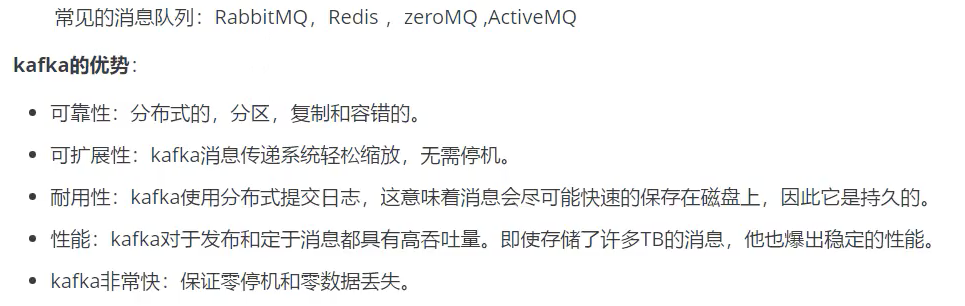 常见的消息队列：RabbitMQ，Redis ，zeroMQ ,ActiveMQ
kafka的优势：
可靠性：分布式的，分区，复制和容错的。
可扩展性：kafka消息传递系统轻松缩放，无需停机。
耐用性：kafka使用分布式提交日志，这意味着消息会尽可能快速的保存在磁盘上，因此它是持久的。
性能：kafka对于发布和定于消息都具有高吞吐量。即使存储了许多TB的消息，他也爆出稳定的性能。
kafka非常快：保证零停机和零数据丢失。